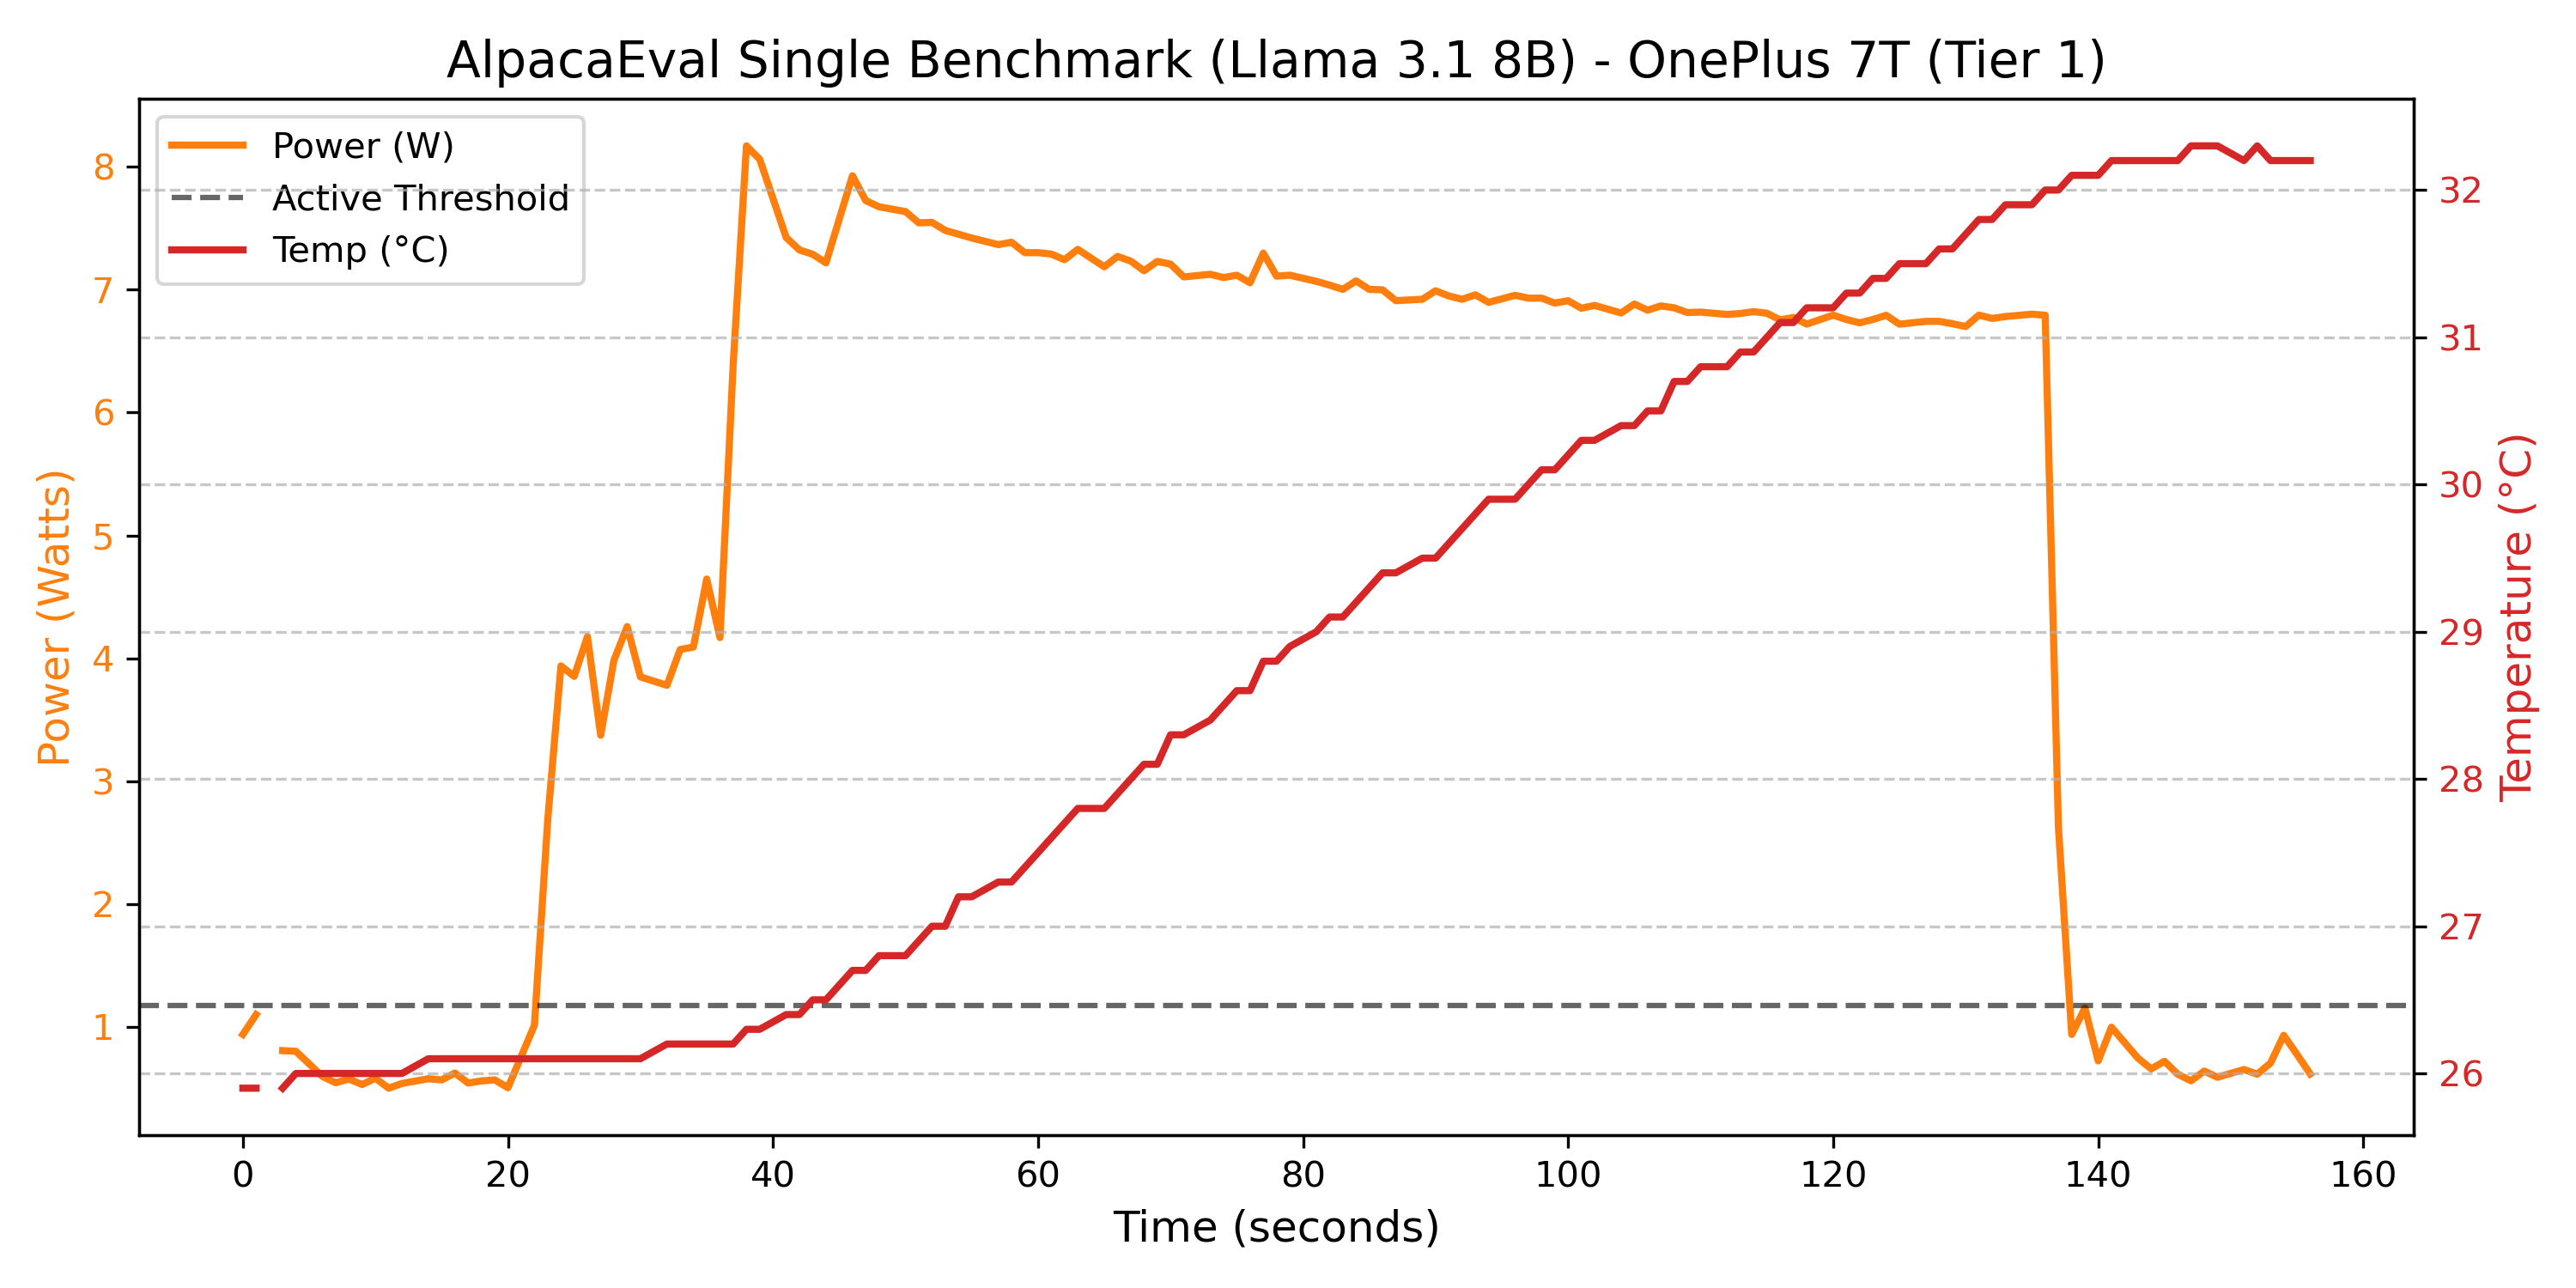 AlpacaEval Single Benchmark (Llama 3.1 8B) - OnePlus 7T (Tier 1)
Power (W)
Active Threshold
Temp (°C)
Power (Watts)
8
7
6
5
4
3
2
1
32
31
30
29
28
27
26
Temperature (°C)
0 20 40 60 80 100 120 140 160
Time (seconds)